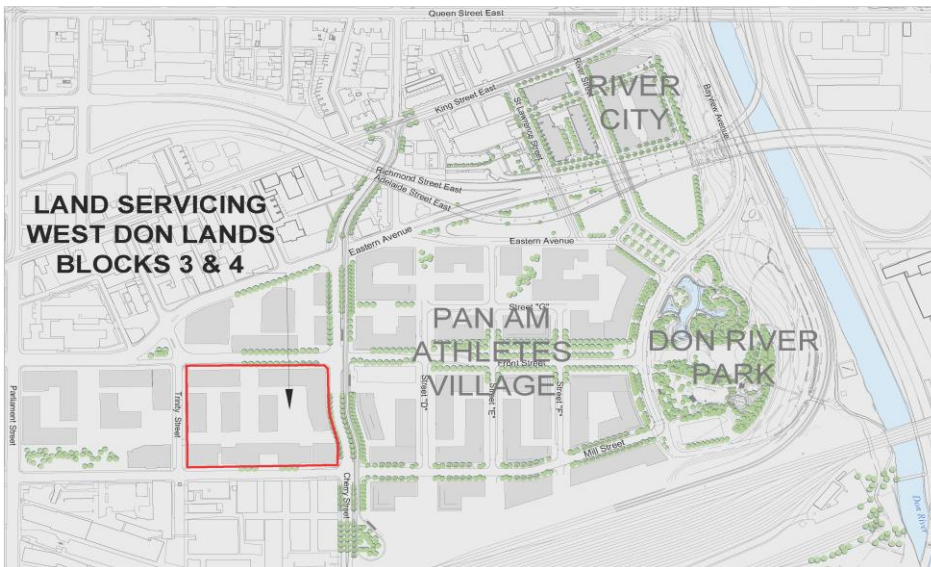 Queen Street East
River Street
RIVER
CITY
Bayview Avenue
King Street East
St Lawrence Street
Richmond Street East
Adelaide Street East
LAND SERVICING
WEST DON LANDS
BLOCKS 3 & 4
Eastern Avenue
Eastern Avenue
Street "G"
PAN AM
ATHLETES
VILLAGE
Front Street
DON RIVER
PARK
Parliament Street
Trinity Street
Street "D"
Street "E"
Street "F"
Mill Street
Cherry Street
Don River